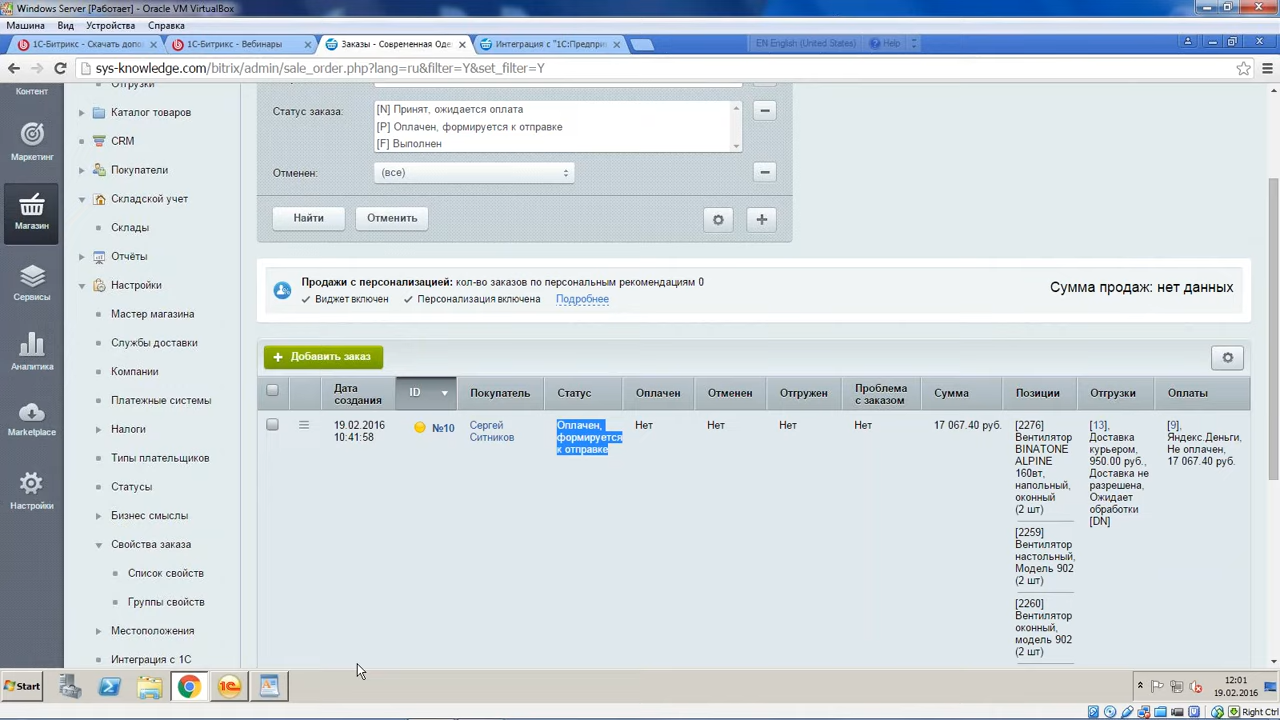 Windows Server [Работает] - Oracle VM VirtualBox
Машина Вид Устройства Справка
1С-Битрикс - Скачать допо
1С-Битрикс - Вебинары
Заказы - Современная Оде
Интеграция с "1С:Предпри
EN English (United States) Help
sys-knowledge.com/bitrix/admin/sale_order.php?lang=ru&filter=Y&set_filter=Y
Контент
Маркетинг
Магазин
Сервисы
Аналитика
Marketplace
Настройки
Отгрузки
Каталог товаров
CRM
Покупатели
Складской учет
Склады
Отчёты
Настройки
Мастер магазина
Службы доставки
Компании
Платежные системы
Налоги
Типы плательщиков
Статусы
Бизнес смыслы
Свойства заказа
Список свойств
Группы свойств
Местоположения
Интеграция с 1С
Статус заказа:
[N] Принят, ожидается оплата
[P] Оплачен, формируется к отправке
[F] Выполнен
Отменен:
(все)
Найти
Отменить
Продажи с персонализацией: кол-во заказов по персональным рекомендациям 0
Виджет включен Персонализация включена Подробнее
Сумма продаж: нет данных
+ Добавить заказ
Дата создания
ID
Покупатель
Статус
Оплачен
Отменен
Отгружен
Проблема с заказом
Сумма
Позиции
Отгрузки
Оплаты
19.02.2016
10:41:58
№10
Сергей
Ситников
Оплачен,
формируется
к отправке
Нет
Нет
Нет
Нет
17 067.40 руб.
[2276]
Вентилятор
BINATONE
ALPINE
160вт,
напольный,
оконный
(2 шт)
[2259]
Вентилятор
настольный,
Модель 902
(2 шт)
[2260]
Вентилятор
оконный,
модель 902
(2 шт)
[13],
Доставка
курьером,
950.00 руб.,
Доставка не
разрешена,
Ожидает
обработки
[DN]
[9],
Яндекс.Деньги,
Не оплачен,
17 067.40 руб.
Start
12:01
19.02.2016
Right Ctrl